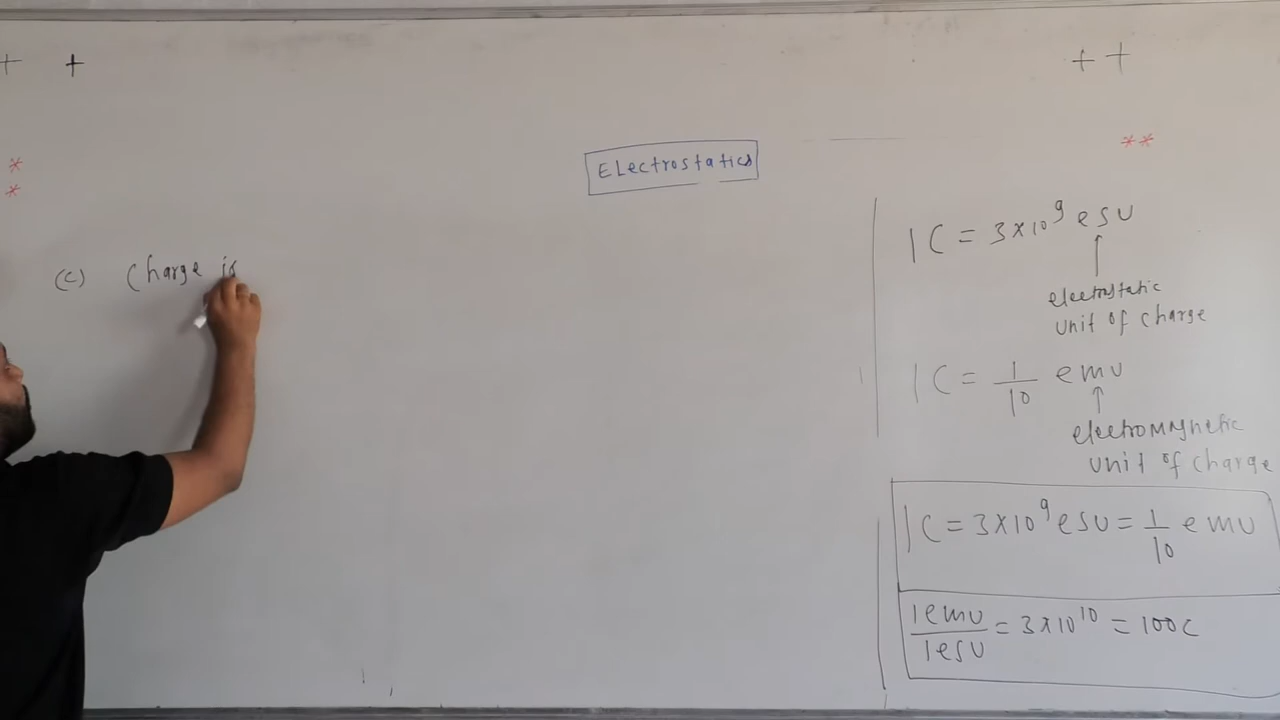 + + + +
* *
*
*
Electrostatics
(c) Charge is
1C = 3×10⁹ esu
↑
electrostatic
unit of charge
1C = 1/10 emu
↑
electromagnetic
unit of charge
1C = 3×10⁹ esu = 1/10 emu
1emu/1esu = 3×10¹⁰ = 100c